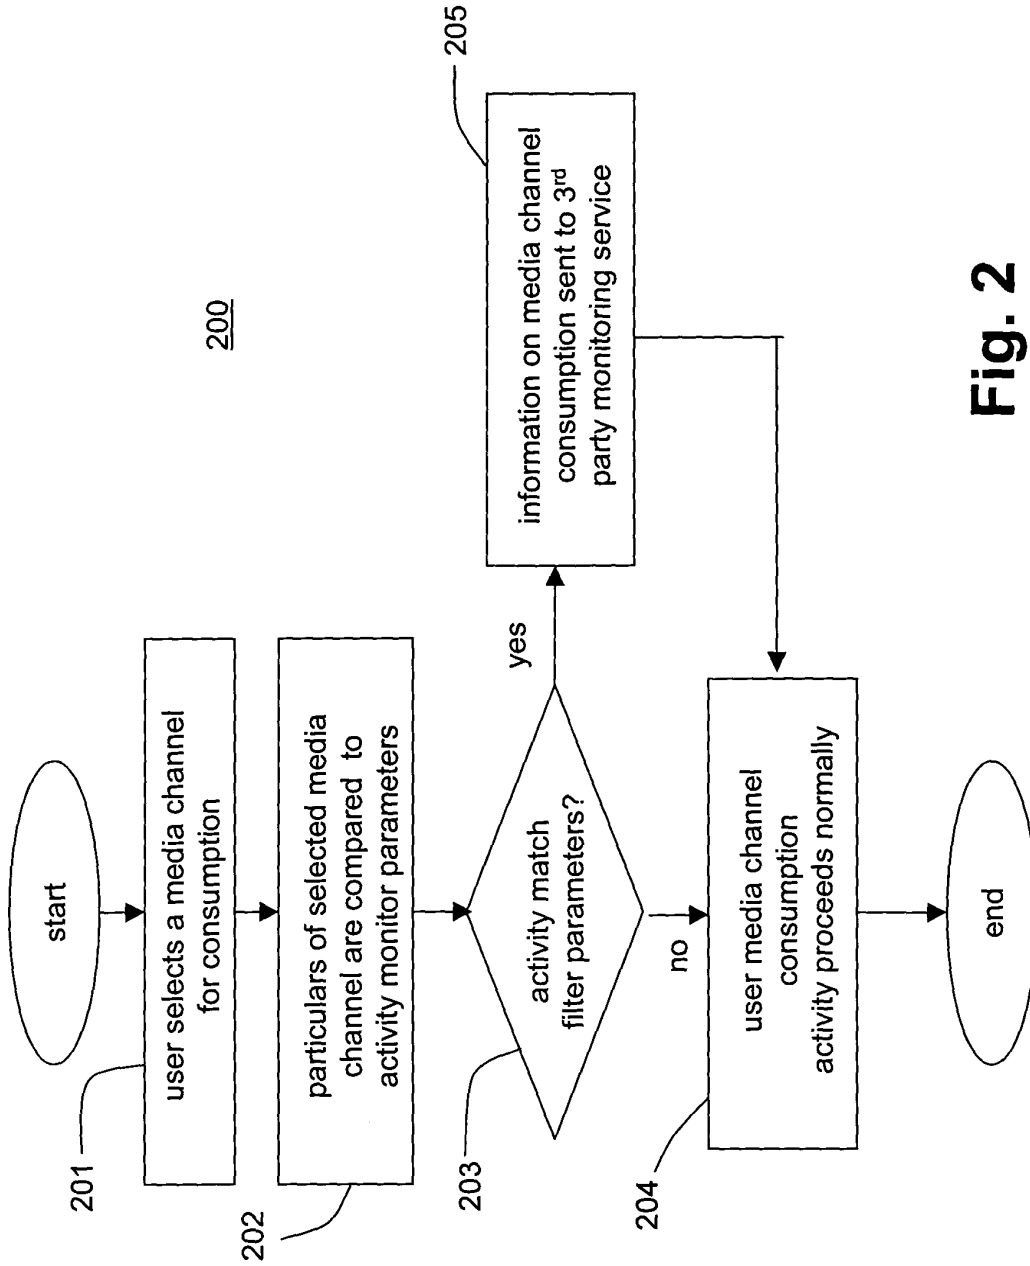 200
start
201
user selects a media channel
for consumption
202
particulars of selected media
channel are compared to
activity monitor parameters
203
activity match
filter parameters?
yes
205
information on media channel
consumption sent to 3rd
party monitoring service
no
204
user media channel
consumption
activity proceeds normally
end
Fig. 2